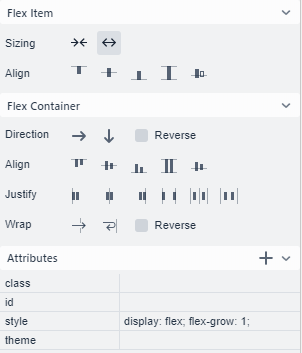 Flex Item
Sizing
Align
Flex Container
Direction Reverse
Align
Justify
Wrap Reverse
Attributes
class
id
style display: flex; flex-grow: 1;
theme